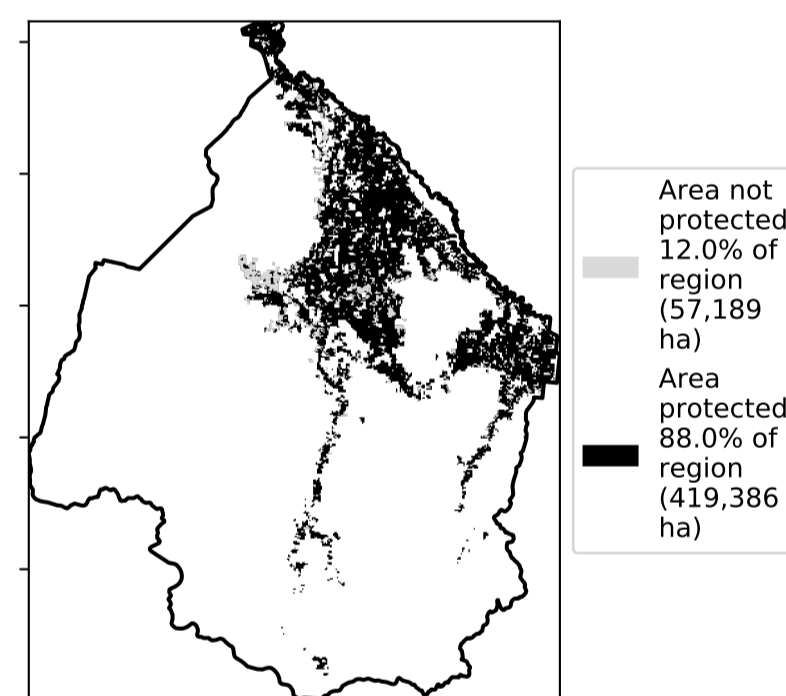 Area not
protected
12.0% of
region
(57,189
ha)
Area
protected
88.0% of
region
(419,386
ha)